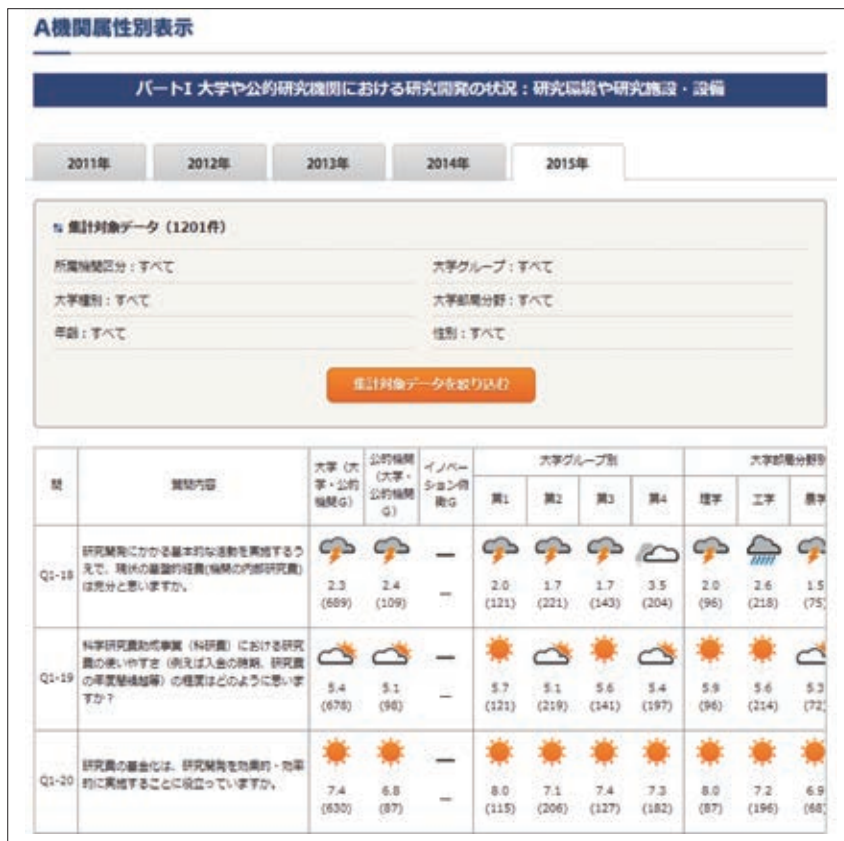 A機関属性別表示
パートI 大学や公的研究機関における研究開発の状況：研究環境や研究施設・設備
2011年 2012年 2013年 2014年 2015年
集計対象データ（1201件）
所属機関区分：すべて 大学グループ：すべて
大学種別：すべて 大学部局分野：すべて
年齢：すべて 性別：すべて
集計対象データを絞り込む
問 質問内容 大学（大学・公的機関G） 公的機関（大学・公的機関G） イノベーション俯瞰G 大学グループ別 大学部局分野別
第1 第2 第3 第4 理学 工学 農学
Q1-18
研究開発にかかる基本的な活動を実施するう
えで、現状の基盤的経費(機関の内部研究費)
は充分と思いますか。
2.3 2.4 — 2.0 1.7 1.7 3.5 2.0 2.6 1.5
(689) (109) — (121) (221) (143) (204) (96) (218) (75)
Q1-19
科学研究費助成事業（科研費）における研究
費の使いやすさ（例えば入金の時期、研究費
の年度間繰越等）の程度はどのように思いま
すか？
5.4 5.1 — 5.7 5.1 5.6 5.4 5.9 5.6 5.3
(678) (98) — (121) (219) (141) (197) (96) (214) (72)
Q1-20
研究費の基金化は、研究開発を効果的・効率
的に実施することに役立っていますか。
7.4 6.8 — 8.0 7.1 7.4 7.3 8.0 7.2 6.9
(630) (87) — (115) (206) (127) (182) (87) (196) (68)